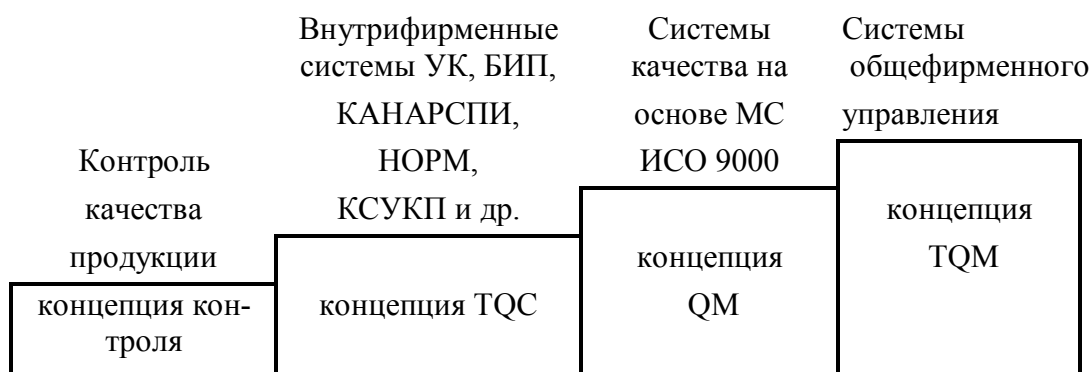 Контроль
качества
продукции
концепция кон-
троля
Внутрифирменные
системы УК, БИП,
КАНАРСПИ,
НОРМ,
КСУКП и др.
концепция TQC
Системы
качества на
основе МС
ИСО 9000
концепция
QM
Системы
общефирменного
управления
концепция
TQM